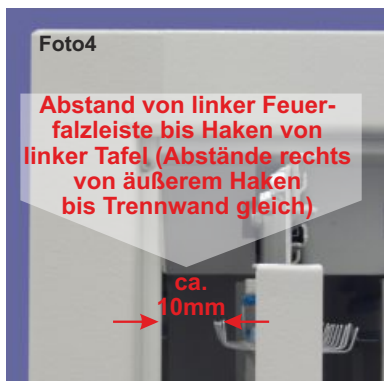 Foto4
Abstand von linker Feuer-
falzleiste bis Haken von
linker Tafel (Abstände rechts
von äußerem Haken
bis Trennwand gleich)
ca.
10mm